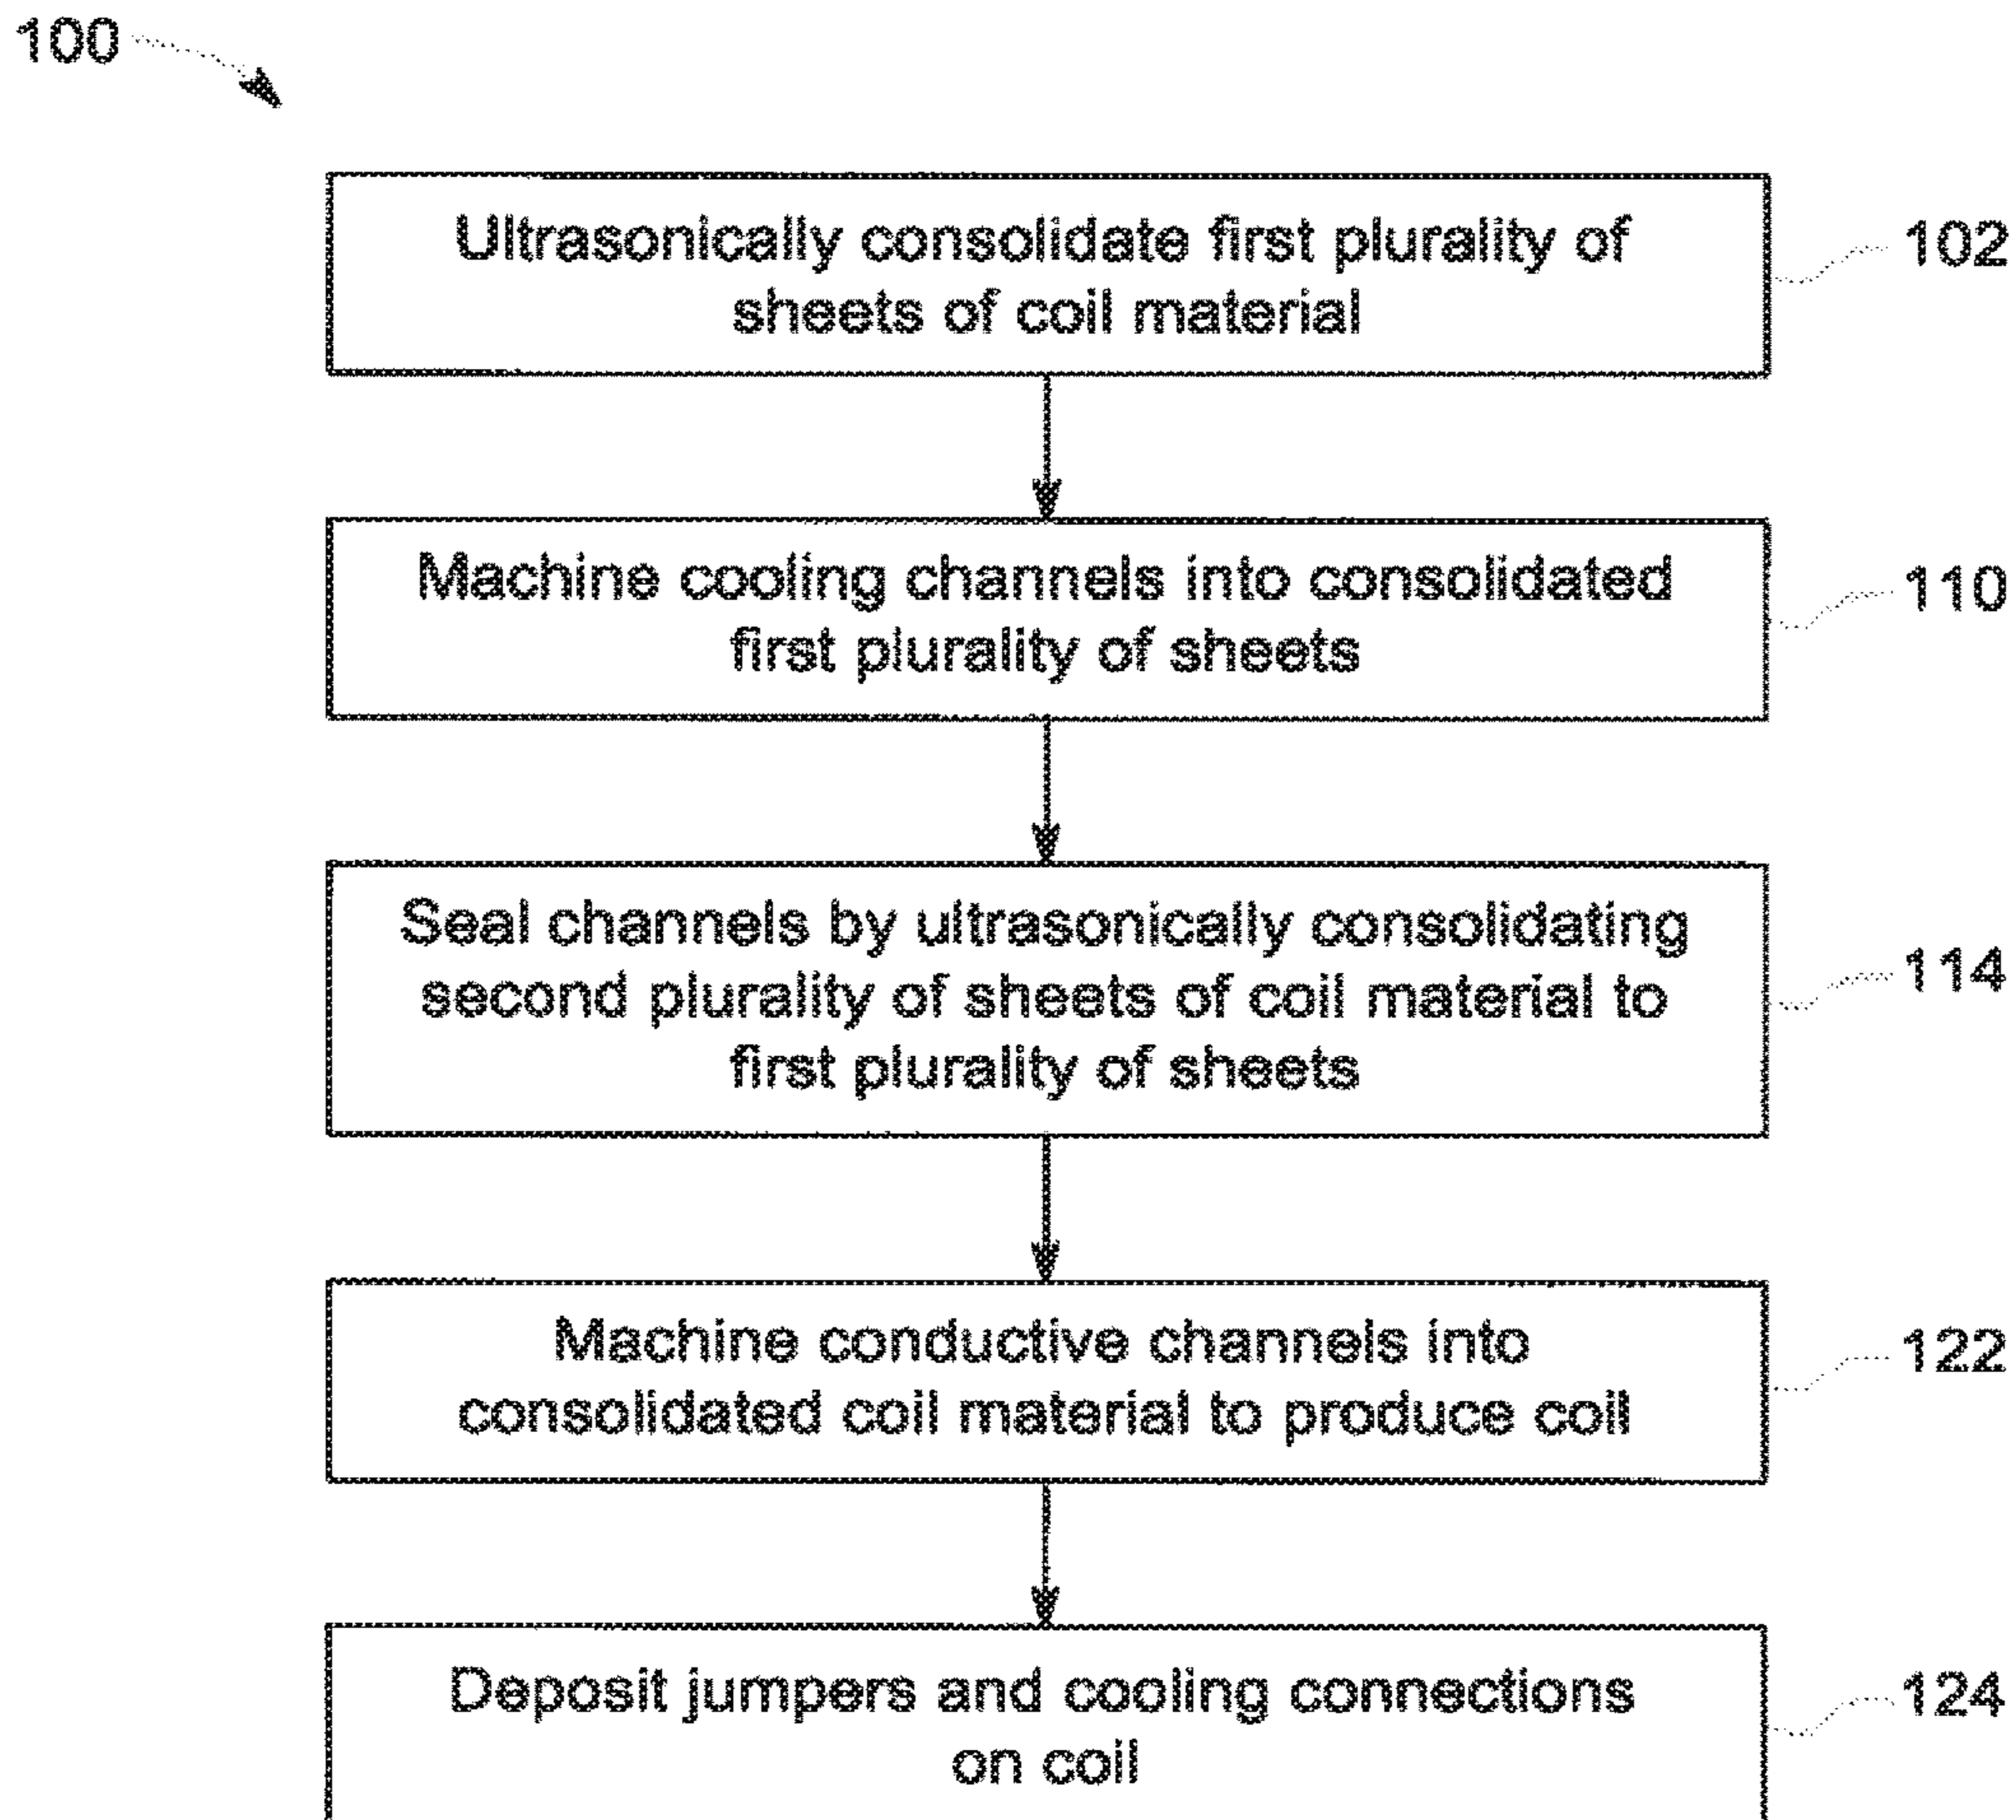 100
Ultrasonically consolidate first plurality of
sheets of coil material
102
Machine cooling channels into consolidated
first plurality of sheets
110
Seal channels by ultrasonically consolidating
second plurality of sheets of coil material to
first plurality of sheets
114
Machine conductive channels into
consolidated coil material to produce coil
122
Deposit jumpers and cooling connections
on coil
124